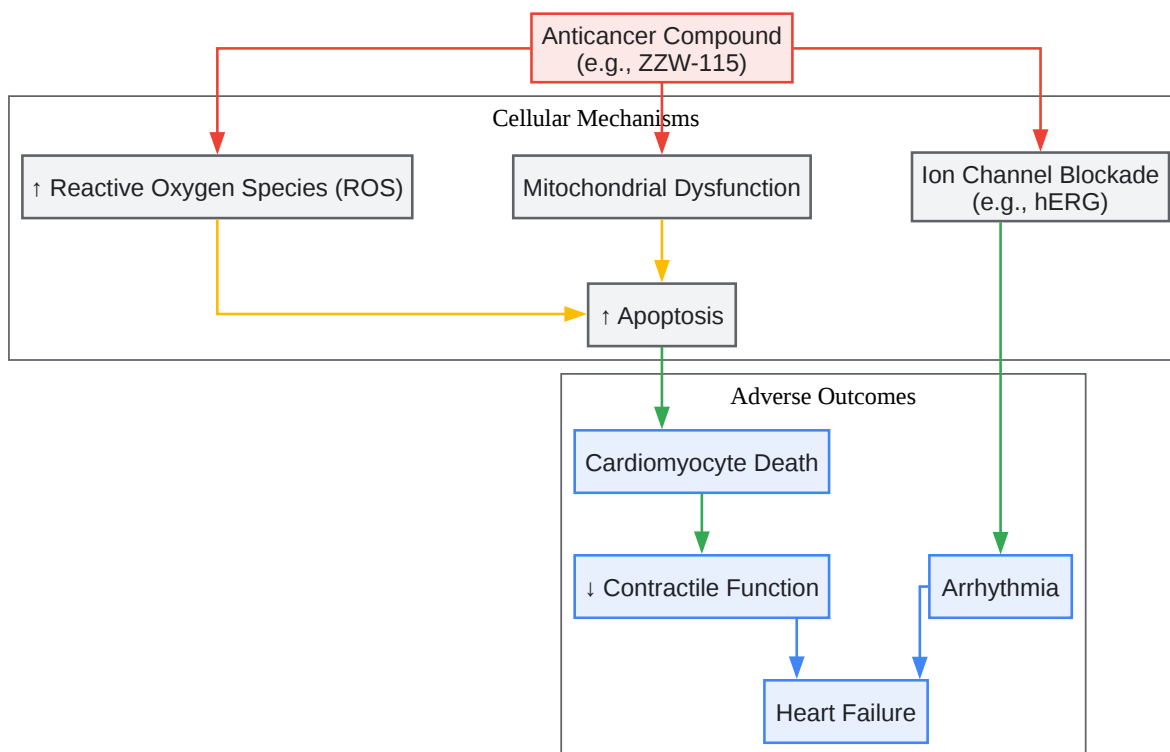 Anticancer Compound
(e.g., ZZW-115)
Cellular Mechanisms
↑ Reactive Oxygen Species (ROS)
Mitochondrial Dysfunction
Ion Channel Blockade
(e.g., hERG)
↑ Apoptosis
Adverse Outcomes
Cardiomyocyte Death
↓ Contractile Function
Arrhythmia
Heart Failure